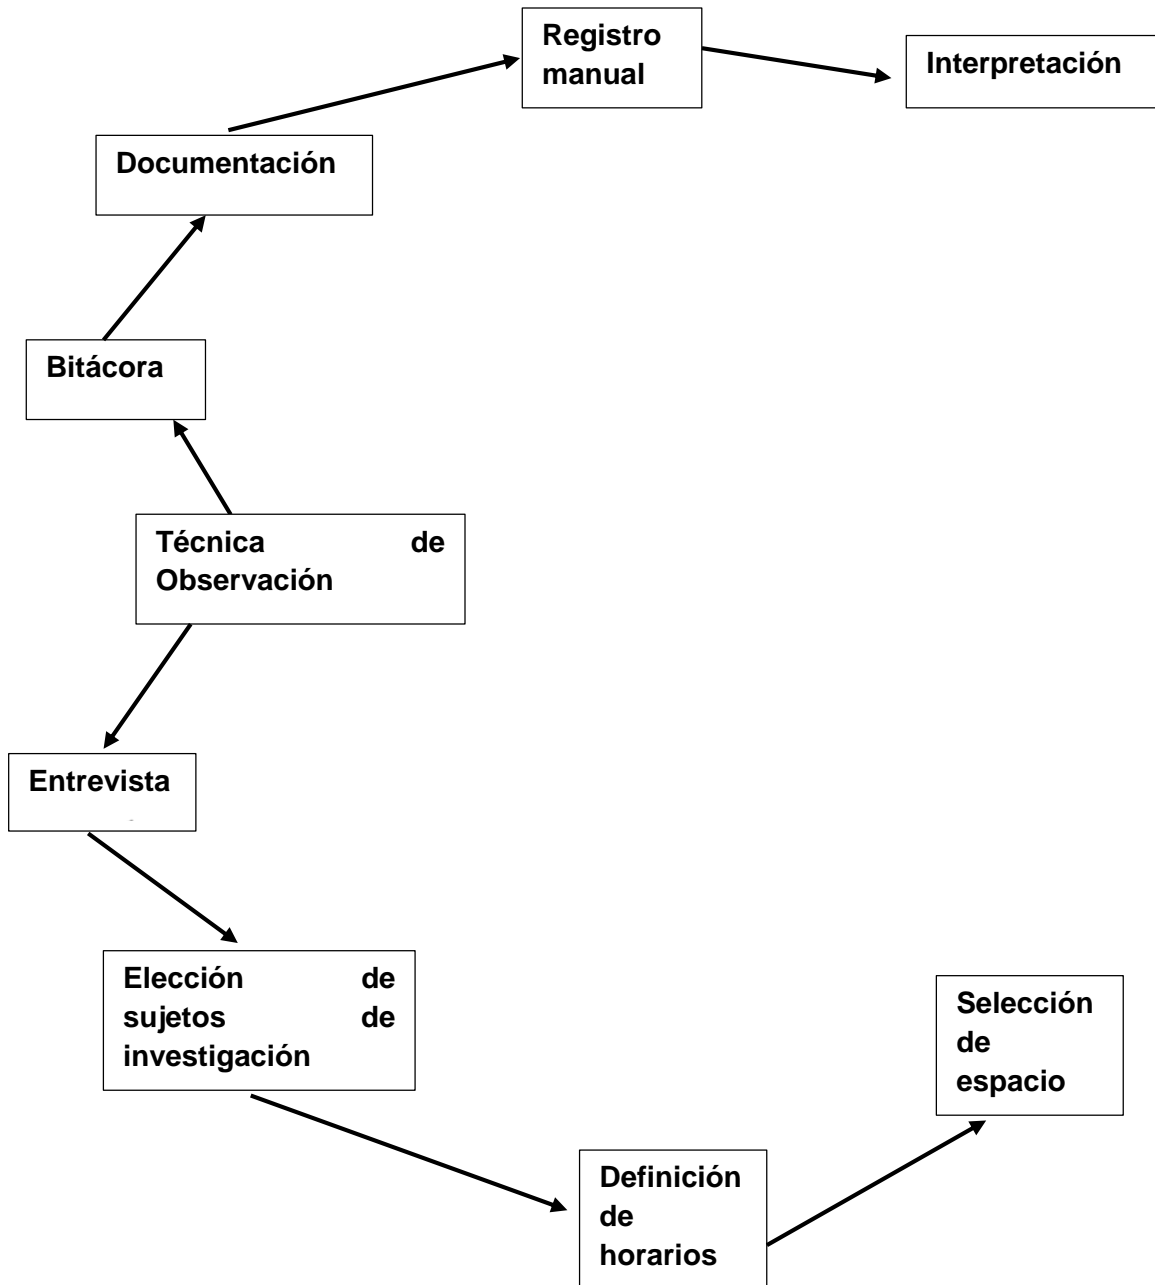 Registro
manual
Interpretación
Documentación
Bitácora
Técnica de
Observación
Entrevista
Elección de
sujetos de
investigación
Selección
de
espacio
Definición
de
horarios